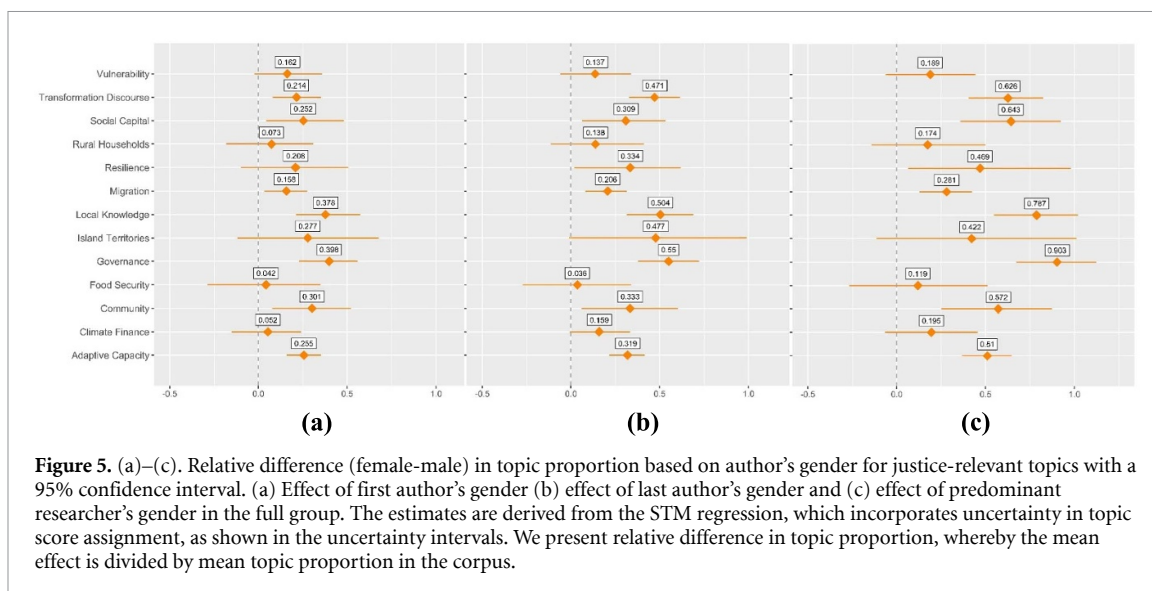 Vulnerability 0.162 0.137 0.189
Transformation Discourse 0.214 0.471 0.626
Social Capital 0.252 0.309 0.643
Rural Households 0.073 0.138 0.174
Resilience 0.208 0.334 0.469
Migration 0.158 0.206 0.281
Local Knowledge 0.378 0.504 0.787
Island Territories 0.277 0.477 0.422
Governance 0.398 0.55 0.903
Food Security 0.042 0.036 0.119
Community 0.301 0.333 0.572
Climate Finance 0.052 0.159 0.195
Adaptive Capacity 0.255 0.319 0.51
-0.5 0.0 0.5 1.0 -0.5 0.0 0.5 1.0 -0.5 0.0 0.5 1.0
(a) (b) (c)
Figure 5. (a)–(c). Relative difference (female-male) in topic proportion based on author's gender for justice-relevant topics with a
95% confidence interval. (a) Effect of first author's gender (b) effect of last author's gender and (c) effect of predominant
researcher's gender in the full group. The estimates are derived from the STM regression, which incorporates uncertainty in topic
score assignment, as shown in the uncertainty intervals. We present relative difference in topic proportion, whereby the mean
effect is divided by mean topic proportion in the corpus.